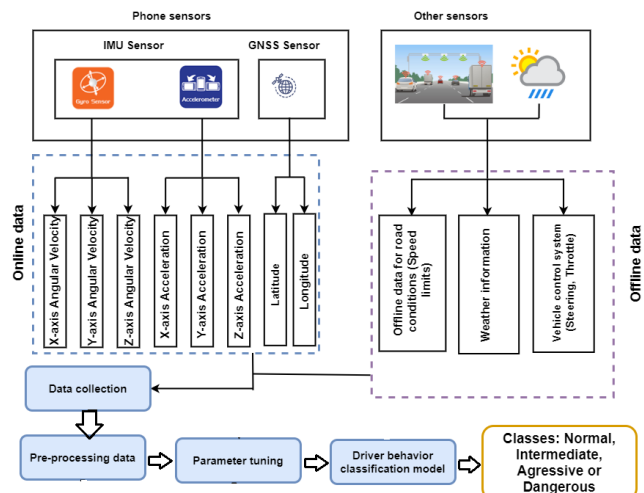 Phone sensors
Other sensors
IMU Sensor
GNSS Sensor
Gyro Sensor
Accelerometer
Online data
X-axis Angular Velocity
Y-axis Angular Velocity
Z-axis Angular Velocity
X-axis Acceleration
Y-axis Acceleration
Z-axis Acceleration
Latitude
Longitude
Offline data for road
conditions (Speed
limits)
Weather information
Vehicle control system
(Steering, Throttle)
Offline data
Data collection
Pre-processing data
Parameter tuning
Driver behavior
classification model
Classes: Normal,
Intermediate,
Agressive or
Dangerous